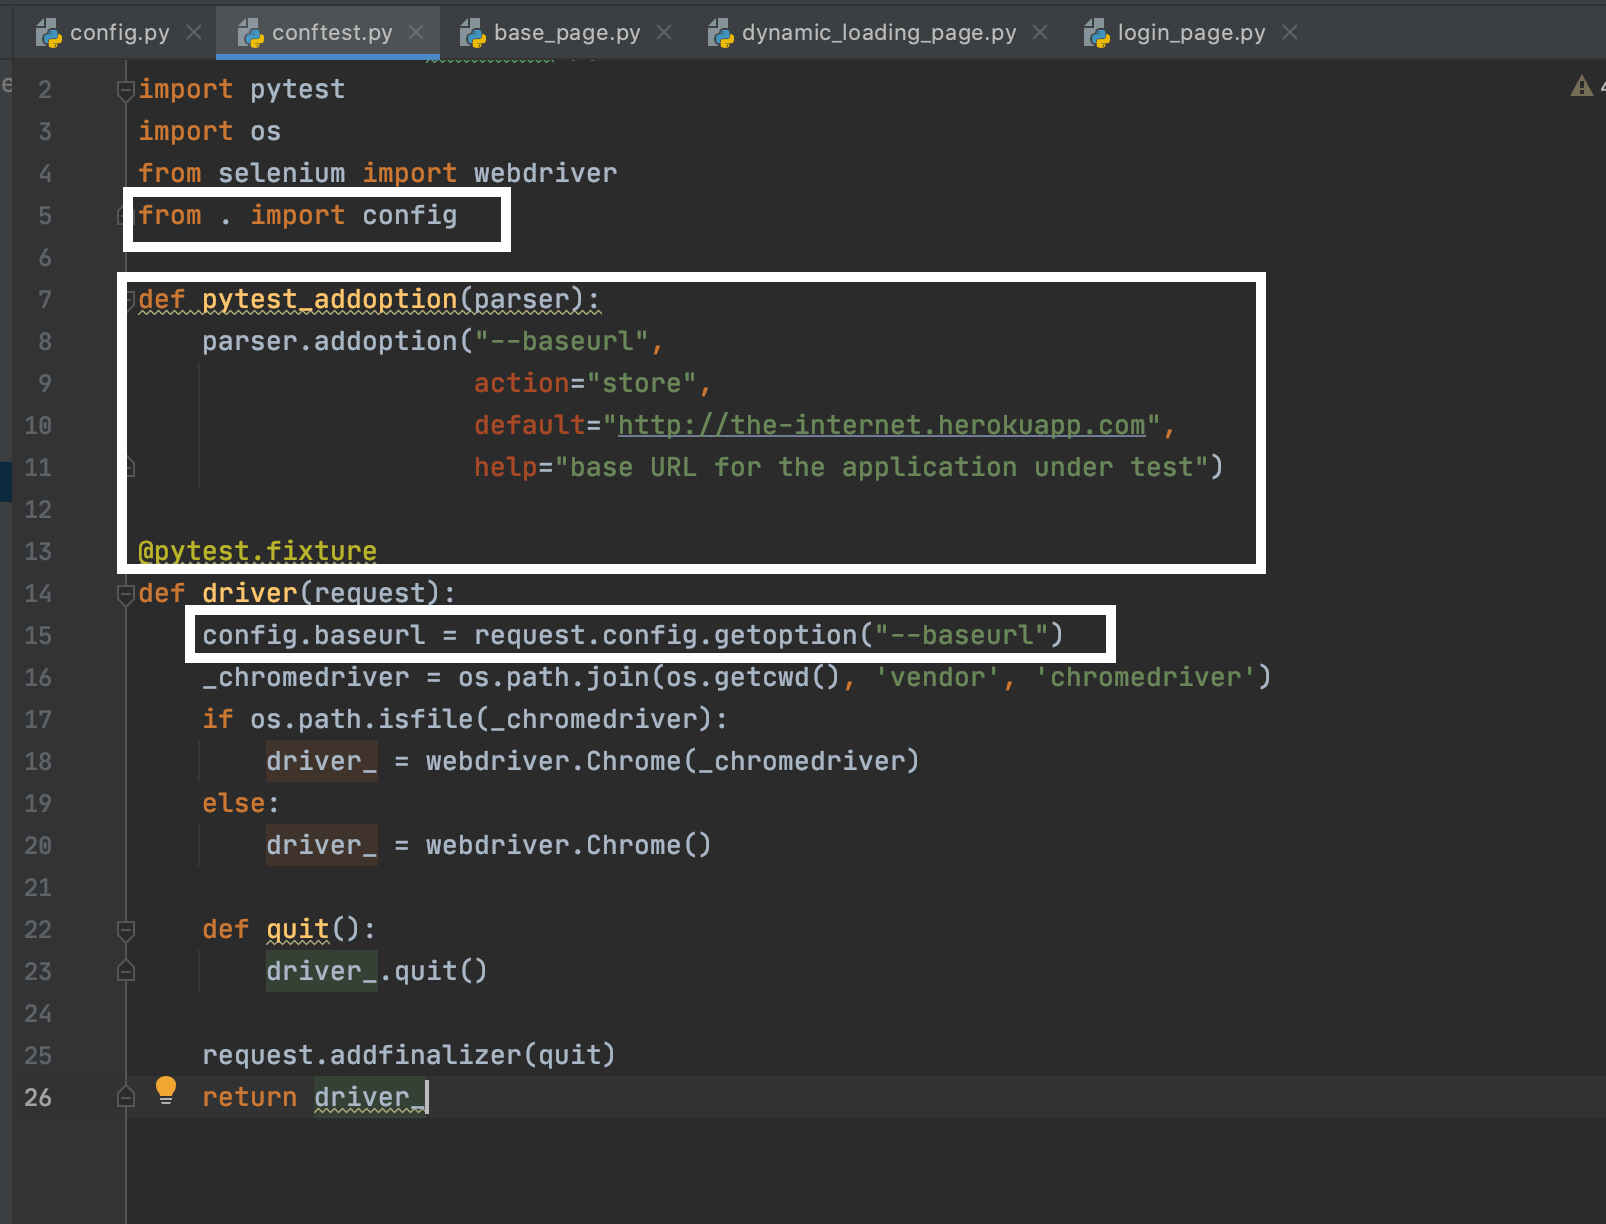 config.py conftest.py base_page.py dynamic_loading_page.py login_page.py
2 import pytest
3 import os
4 from selenium import webdriver
5 from . import config
6
7 def pytest_addoption(parser):
8 parser.addoption("--baseurl",
9 action="store",
10 default="http://the-internet.herokuapp.com",
11 help="base URL for the application under test")
12
13 @pytest.fixture
14 def driver(request):
15 config.baseurl = request.config.getoption("--baseurl")
16 _chromedriver = os.path.join(os.getcwd(), 'vendor', 'chromedriver')
17 if os.path.isfile(_chromedriver):
18 driver_ = webdriver.Chrome(_chromedriver)
19 else:
20 driver_ = webdriver.Chrome()
21
22 def quit():
23 driver_.quit()
24
25 request.addfinalizer(quit)
26 return driver_